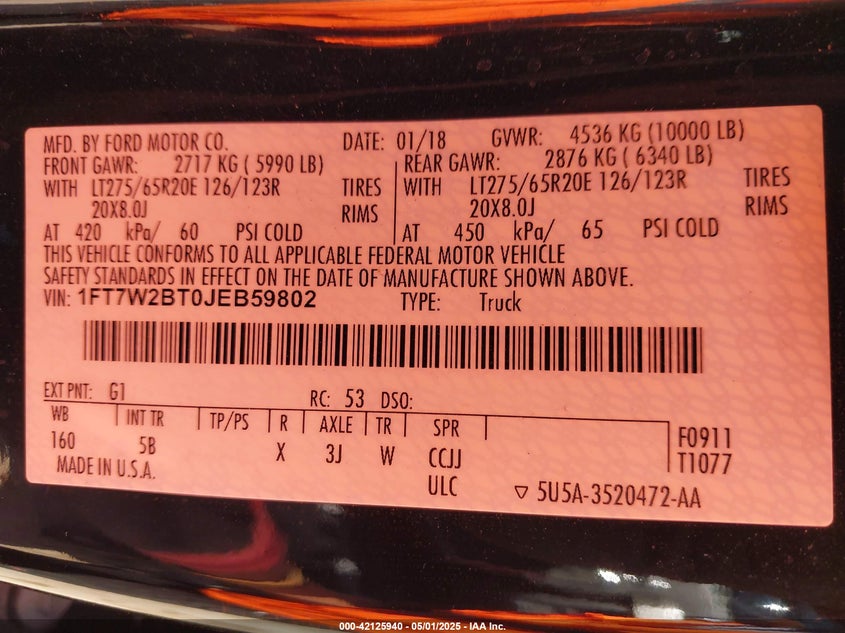 MFD. BY FORD MOTOR CO. DATE: 01/18 GVWR: 4536 KG (10000 LB)
FRONT GAWR: 2717 KG ( 5990 LB) REAR GAWR: 2876 KG ( 6340 LB)
WITH LT275/65R20E 126/123R TIRES WITH LT275/65R20E 126/123R TIRES
20X8.0J RIMS 20X8.0J RIMS
AT 420 kPa/ 60 PSI COLD AT 450 kPa/ 65 PSI COLD
THIS VEHICLE CONFORMS TO ALL APPLICABLE FEDERAL MOTOR VEHICLE
SAFETY STANDARDS IN EFFECT ON THE DATE OF MANUFACTURE SHOWN ABOVE.
VIN: 1FT7W2BT0JEB59802 TYPE: Truck
EXT PNT: G1 RC: 53 DSO:
WB INT TR TP/PS R AXLE TR SPR
160 5B X 3J W CCJJ F0911
MADE IN U.S.A. ULC T1077
▽ 5U5A-3520472-AA
000-42125940 - 05/01/2025 - IAA Inc.